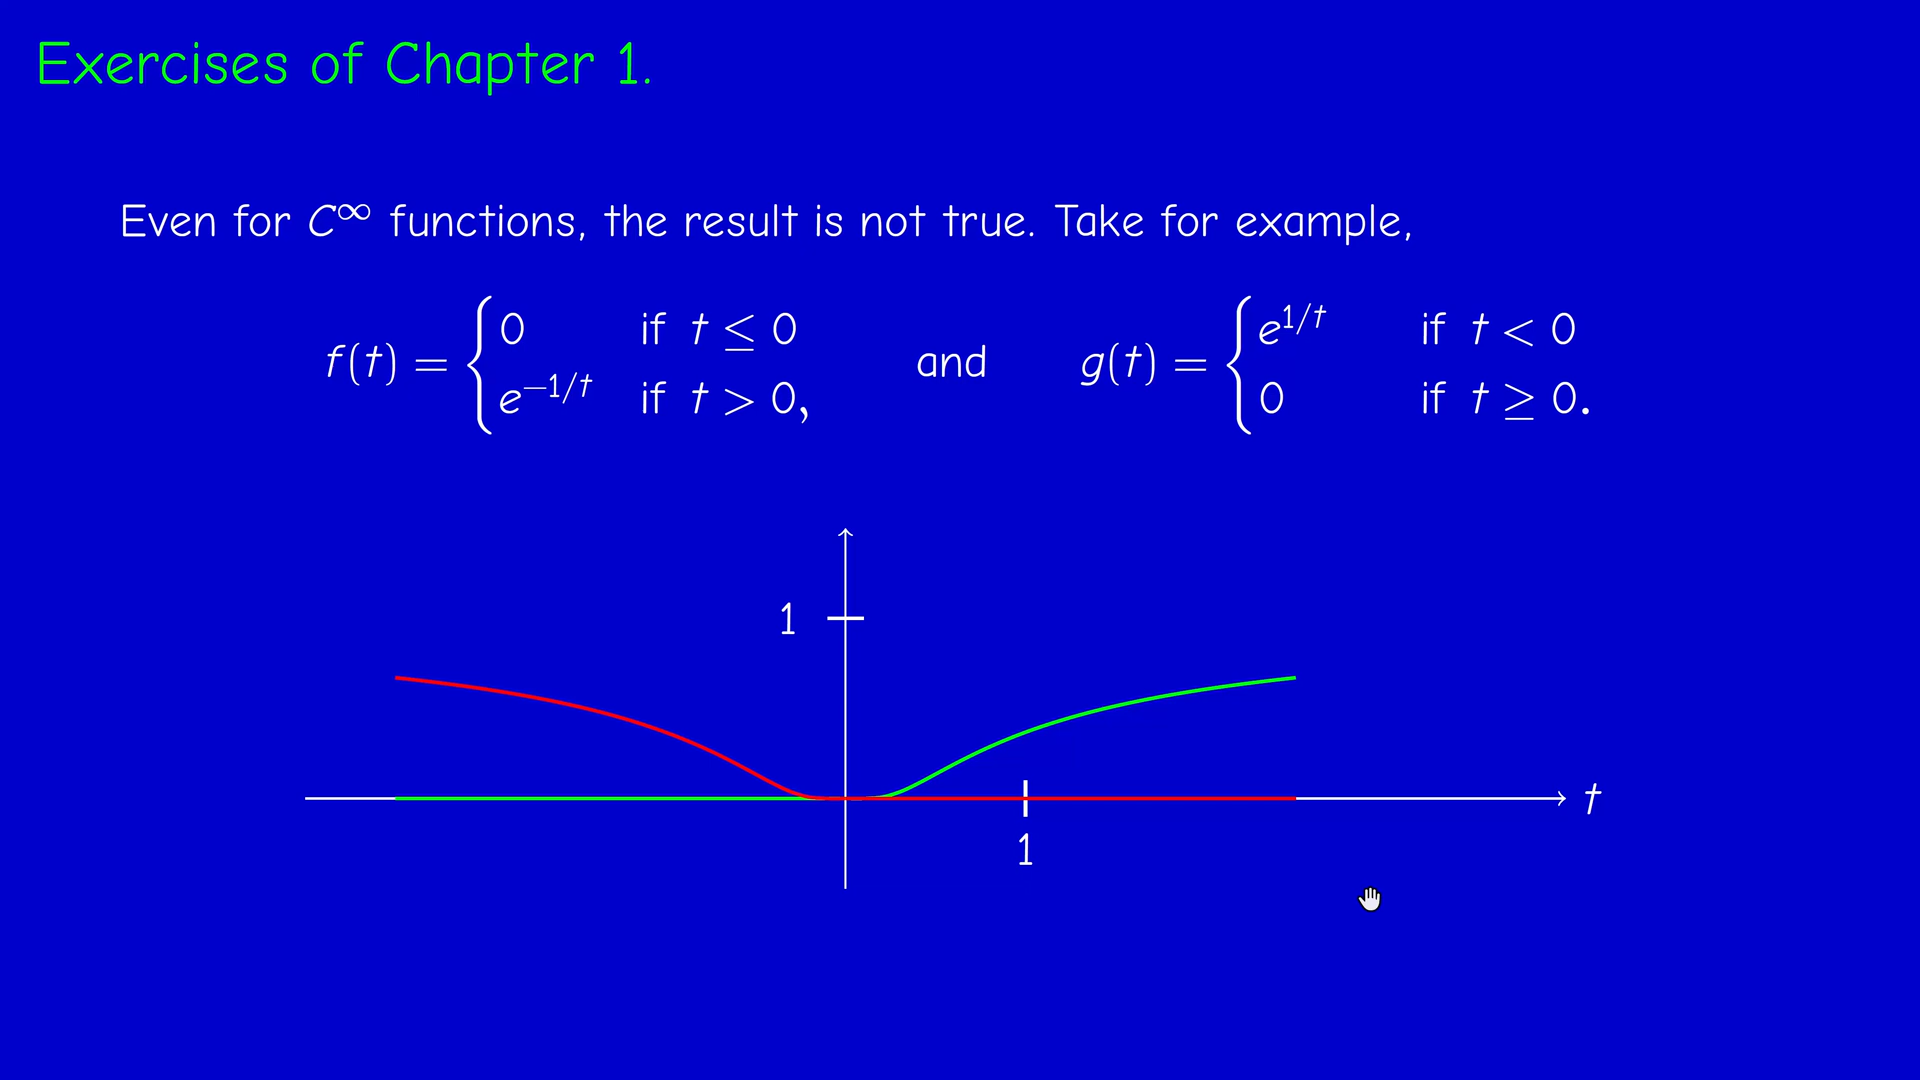 Exercises of Chapter 1.
Even for C^∞ functions, the result is not true. Take for example,
f(t) = { 0 if t ≤ 0
e^{-1/t} if t > 0,
and
g(t) = { e^{1/t} if t < 0
0 if t ≥ 0.
1
t
1